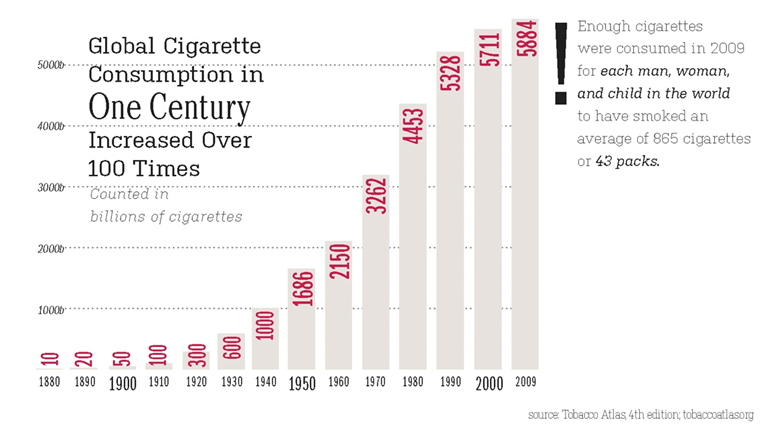 Global Cigarette
Consumption in
One Century
Increased Over
100 Times
Counted in
billions of cigarettes
Enough cigarettes
were consumed in 2009
for each man, woman,
and child in the world
to have smoked an
average of 865 cigarettes
or 43 packs.
5000b
4000b
3000b
2000b
1000b
10
20
50
100
300
600
1000
1686
2150
3262
4453
5328
5711
5884
1880 1890 1900 1910 1920 1930 1940 1950 1960 1970 1980 1990 2000 2009
source: Tobacco Atlas, 4th edition; tobaccoatlas.org